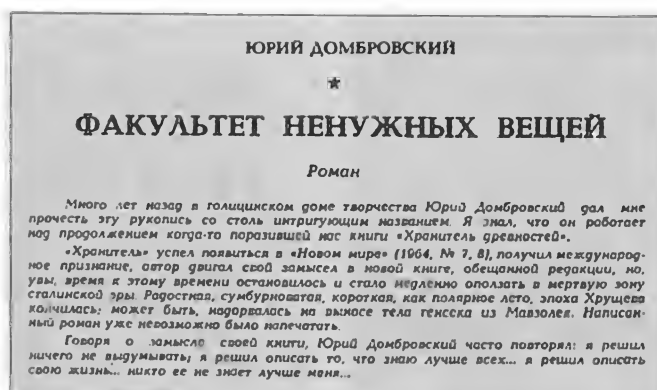 ЮРИЙ ДОМБРОВСКИЙ
★
ФАКУЛЬТЕТ НЕНУЖНЫХ ВЕЩЕЙ
Роман
Много лет назад в голицинском доме творчества Юрий Домбровский дал мне
прочесть эту рукопись со столь интригующим названием. Я знал, что он работает
над продолжением когда-то поразившей нас книги «Хранитель древностей».
«Хранитель» успел появиться в «Новом мире» (1964, № 7, 8), получил международ-
ное признание, автор двигал свой замысел в новой книге, обещанной редакции, но,
увы, время к этому времени остановилось и стало медленно оползать в мертвую зону
сталинской эры. Радостная, сумбурноватая, короткая, как полярное лето, эпоха Хрущева
кончилась; может быть, надорвалась на выносе тела генсека из Мавзолея. Написан-
ный роман уже невозможно было напечатать.
Говоря о замысле своей книги, Юрий Домбровский часто повторял: я решил
ничего не выдумывать; я решил описать то, что знаю лучше всех... я решил описать
свою жизнь... никто ее не знает лучше меня...